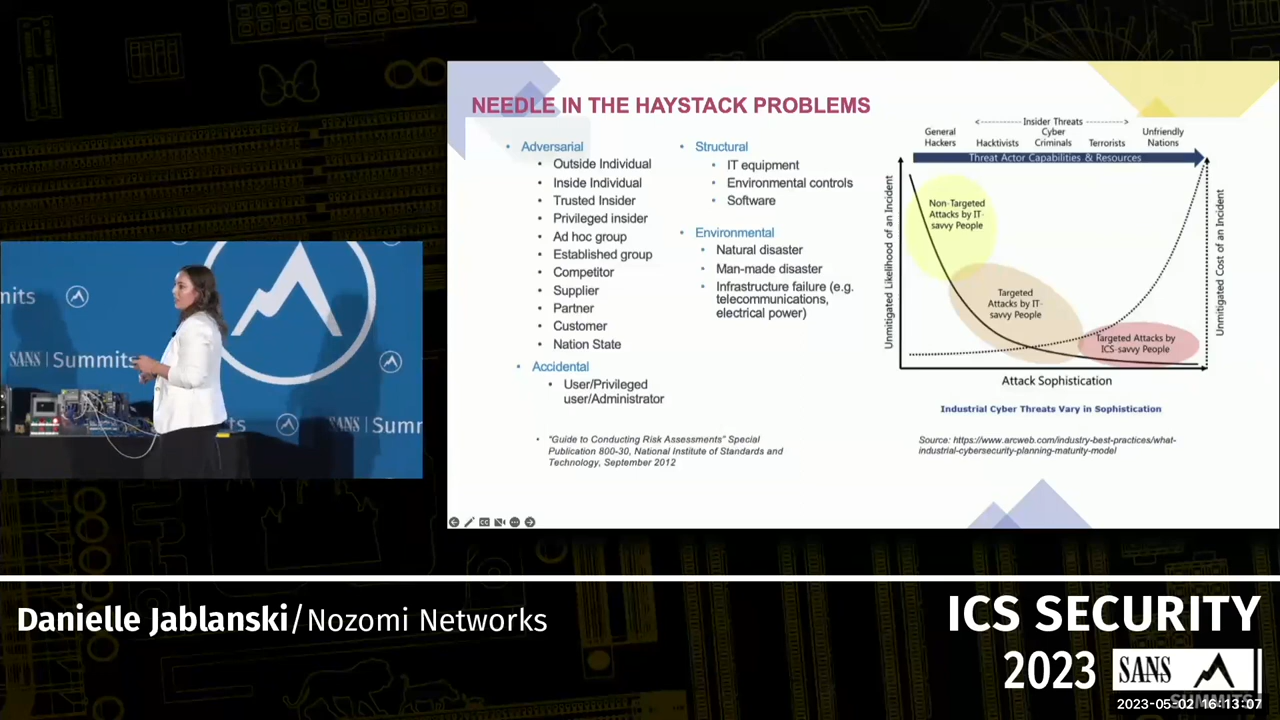 NEEDLE IN THE HAYSTACK PROBLEMS
• Adversarial
• Outside Individual
• Inside Individual
• Trusted Insider
• Privileged insider
• Ad hoc group
• Established group
• Competitor
• Supplier
• Partner
• Customer
• Nation State
• Accidental
• User/Privileged
user/Administrator
• Structural
• IT equipment
• Environmental controls
• Software
• Environmental
• Natural disaster
• Man-made disaster
• Infrastructure failure (e.g.
telecommunications,
electrical power)
• "Guide to Conducting Risk Assessments" Special
Publication 800-30, National Institute of Standards and
Technology, September 2012
<---------- Insider Threats ---------->
General
Hackers
Hacktivists
Cyber
Criminals
Terrorists
Unfriendly
Nations
Threat Actor Capabilities & Resources
Unmitigated Likelihood of an Incident
Non-Targeted
Attacks by IT-
savvy People
Targeted
Attacks by IT-
savvy People
Targeted Attacks by
ICS-savvy People
Unmitigated Cost of an Incident
Attack Sophistication
Industrial Cyber Threats Vary in Sophistication
Source: https://www.arcweb.com/industry-best-practices/what-
industrial-cybersecurity-planning-maturity-model
mits
SANS | Summits
SANS | Summ
Danielle Jablanski/Nozomi Networks
ICS SECURITY
2023 SANS
SUMMITS
2023-05-02 16:13:07